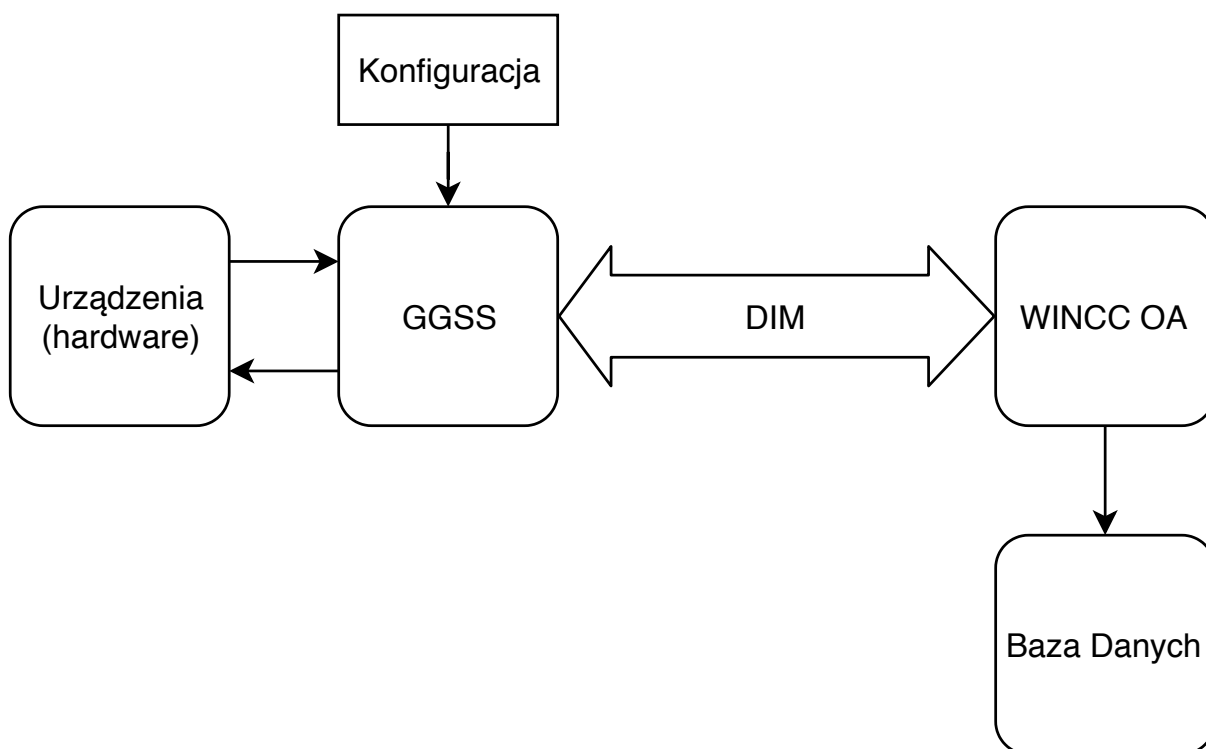 Konfiguracja
Urządzenia
(hardware)
GGSS
DIM
WINCC OA
Baza Danych